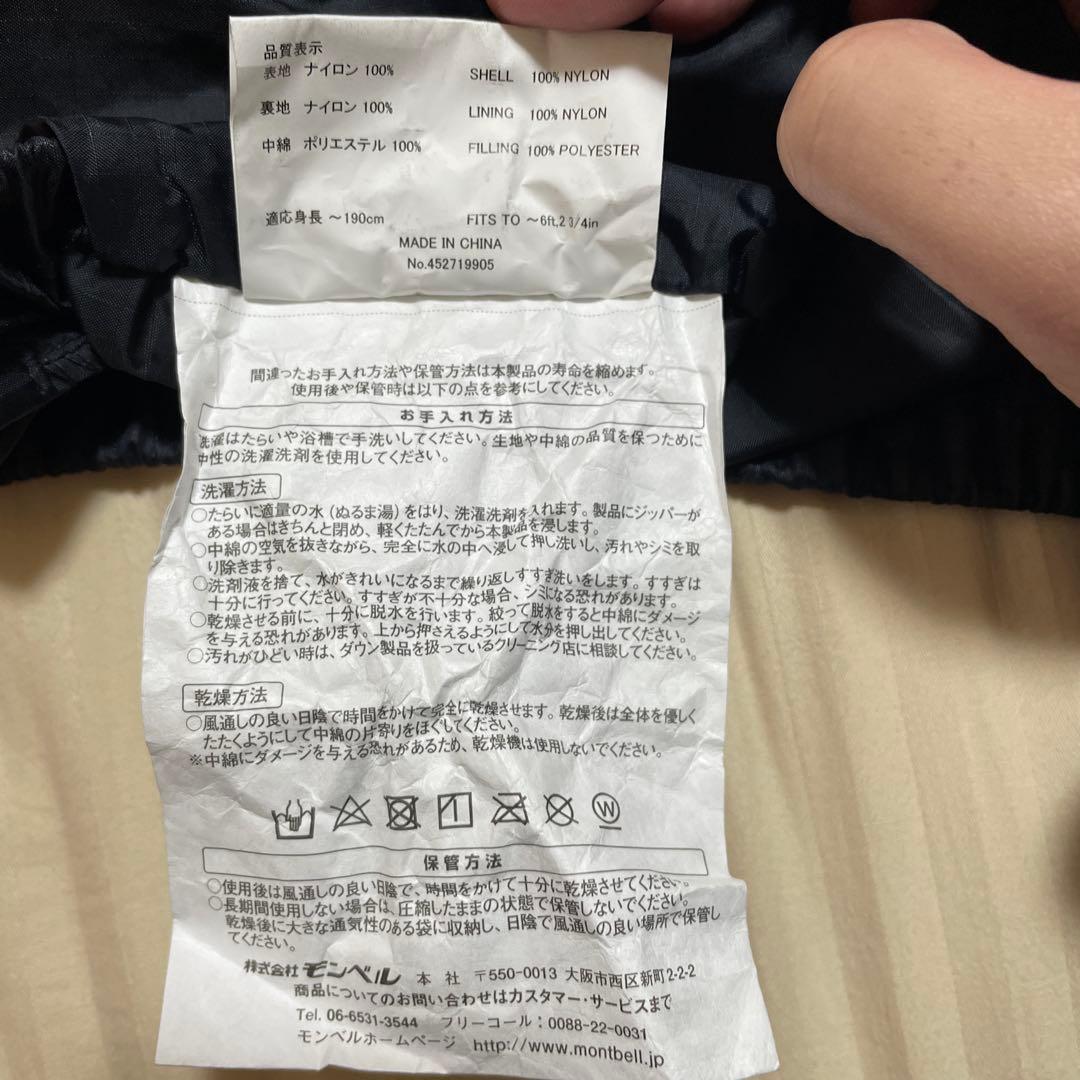 品質表示
表地 ナイロン 100% SHELL 100% NYLON
裏地 ナイロン 100% LINING 100% NYLON
中綿 ポリエステル 100% FILLING 100% POLYESTER
適応身長 ～190cm FITS TO ～6ft,2 3/4in
MADE IN CHINA
No.452719905
間違ったお手入れ方法や保管方法は本製品の寿命を縮めます。
使用後や保管時は以下の点を参考にしてください。
お手入れ方法
洗濯はたらいや浴槽で手洗いしてください。生地や中綿の品質を保つために
中性の洗濯洗剤を使用してください。
洗濯方法
○たらいに適量の水（ぬるま湯）をはり、洗濯洗剤を入れます。製品にジッパーが
ある場合はきちんと閉め、軽くたたんでから本製品を浸します。
○中綿の空気を抜きながら、完全に水の中へ浸して押し洗いし、汚れやシミを取
り除きます。
○洗剤液を捨て、水がきれいになるまで繰り返しすすぎ洗いをします。すすぎは
十分に行ってください。すすぎが不十分な場合、シミになる恐れがあります。
○乾燥させる前に、十分に脱水を行います。絞って脱水をすると中綿にダメージ
を与える恐れがあります。上から押さえるようにして水分を押し出してください。
○汚れがひどい時は、ダウン製品を扱っているクリーニング店に相談してください。
乾燥方法
○風通しの良い日陰で時間をかけて完全に乾燥させます。乾燥後は全体を優しく
たたくようにして中綿の片寄りをほぐしてください。
※中綿にダメージを与える恐れがあるため、乾燥機は使用しないでください。
W
保管方法
○使用後は風通しの良い日陰で、時間をかけて十分に乾燥させてください。
○長期間使用しない場合は、圧縮したままの状態で保管しないでください。
乾燥後に大きな通気性のある袋に収納し、日陰で風通しの良い場所で保管し
てください。
株式会社 モンベル 本 社 〒550-0013 大阪市西区新町2-2-2
商品についてのお問い合わせはカスタマー・サービスまで
Tel. 06-6531-3544 フリーコール：0088-22-0031
モンベルホームページ http://www.montbell.jp